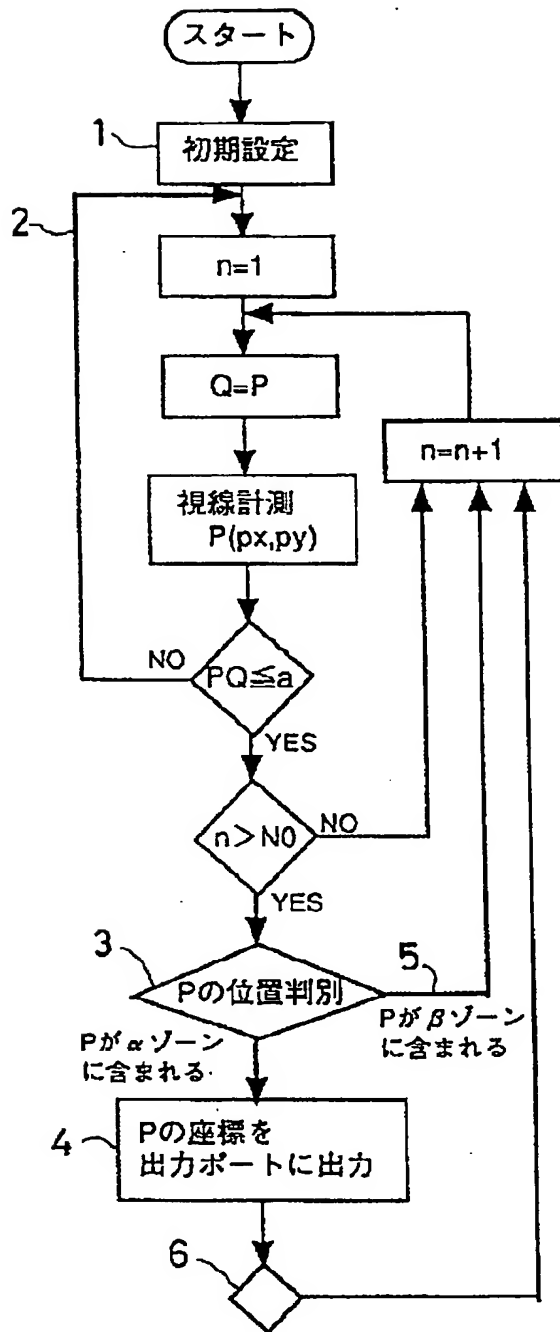 スタート
1
初期設定
2
n=1
Q=P
n=n+1
視線計測
P(px,py)
NO
PQ≦a
YES
n>N0
NO
YES
3
Pの位置判別
5
Pがαゾーン
に含まれる
Pがβゾーン
に含まれる
4
Pの座標を
出力ポートに出力
6